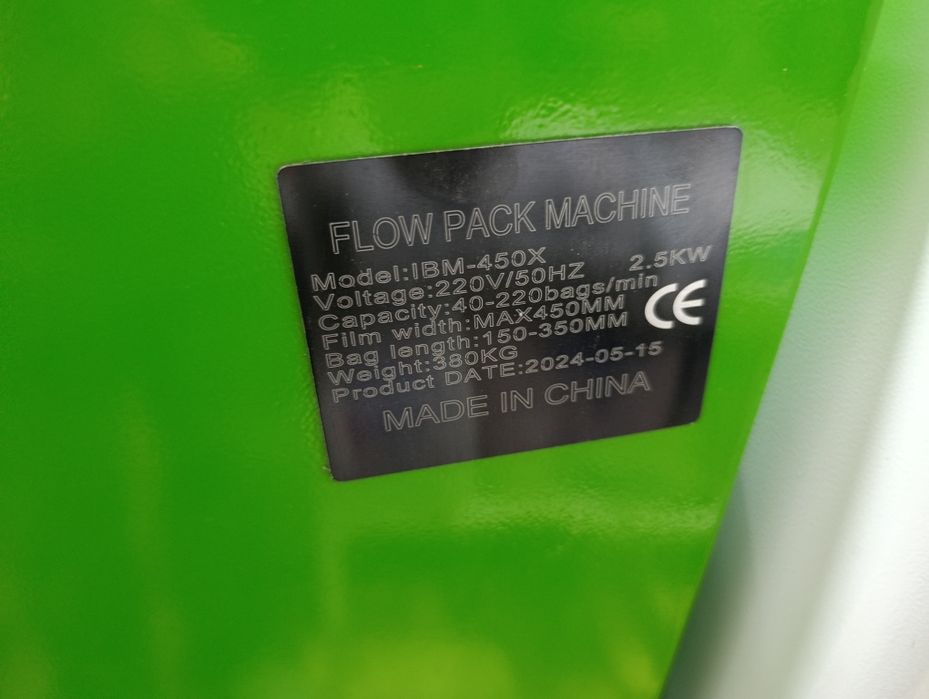 FLOW PACK MACHINE
Model:IBM-450X
Voltage:220V/50HZ 2.5KW
Capacity:40-220bags/min
Film width:MAX450MM
Bag length:150-350MM
Weight:380KG
Product DATE:2024-05-15
CE
MADE IN CHINA